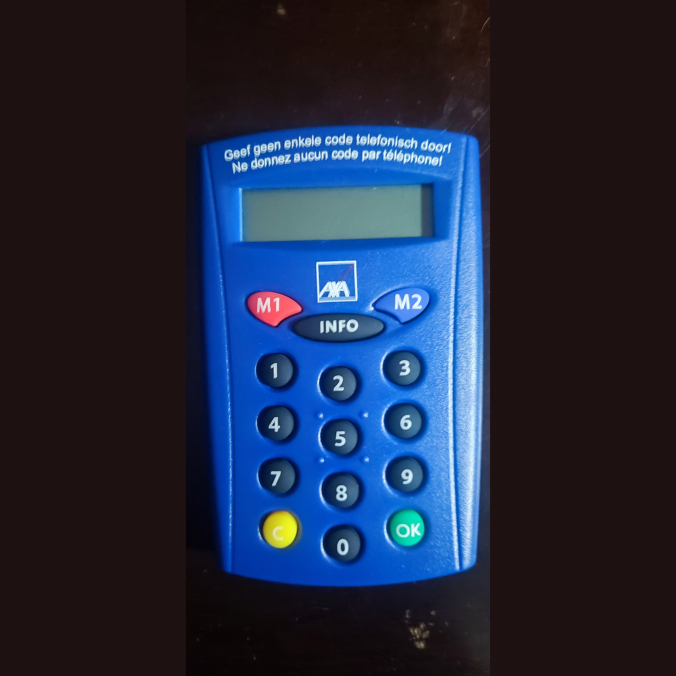 Geef geen enkele code telefonisch door!
Ne donnez aucun code par téléphone!
AXA
M1 M2
INFO
1 2 3
4 5 6
7 8 9
C 0 OK